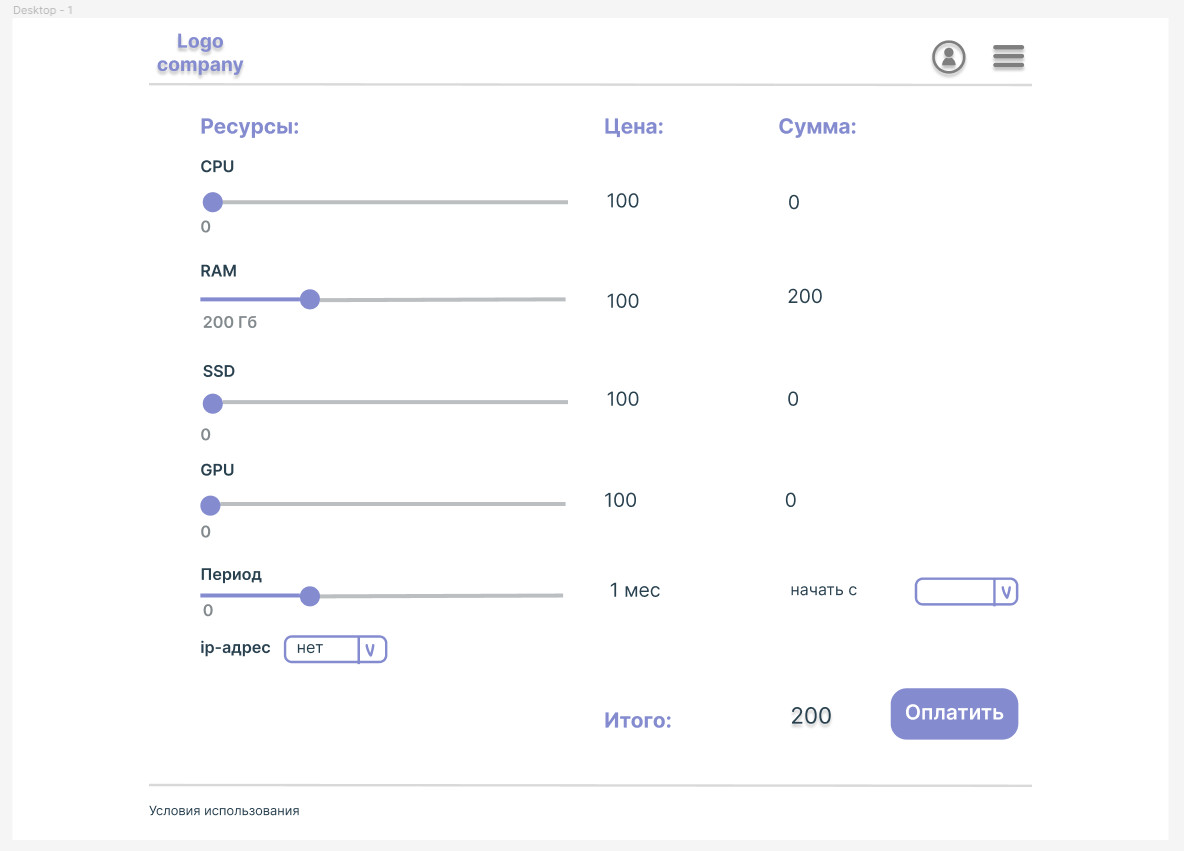 Desktop - 1
Logo
company
Ресурсы: Цена: Сумма:
CPU
100 0
0
RAM
100 200
200 Гб
SSD
100 0
0
GPU
100 0
0
Период
1 мес начать с V
0
ip-адрес нет V
Итого: 200 Оплатить
Условия использования